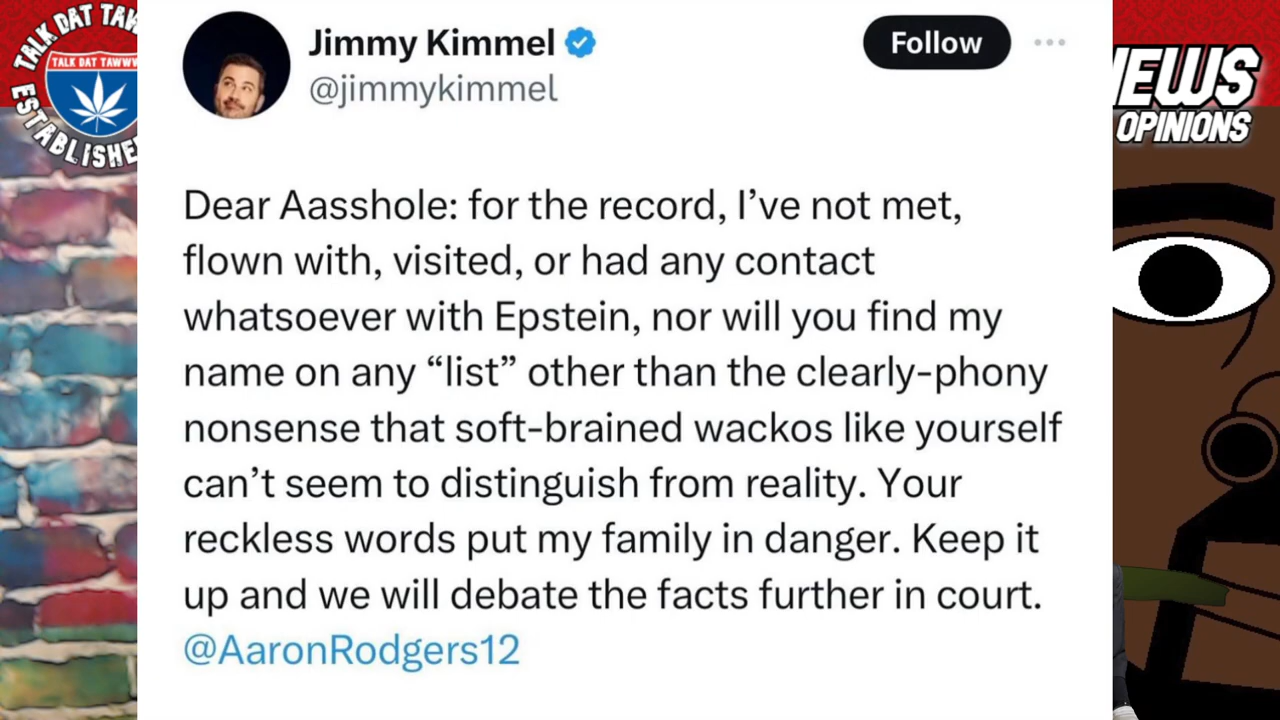 TALK DAT TAW
TALK DAT TAWWW
ESTABLISHE
Jimmy Kimmel
@jimmykimmel
Follow
Dear Aasshole: for the record, I’ve not met,
flown with, visited, or had any contact
whatsoever with Epstein, nor will you find my
name on any “list” other than the clearly-phony
nonsense that soft-brained wackos like yourself
can’t seem to distinguish from reality. Your
reckless words put my family in danger. Keep it
up and we will debate the facts further in court.
@AaronRodgers12
EWS
OPINIONS